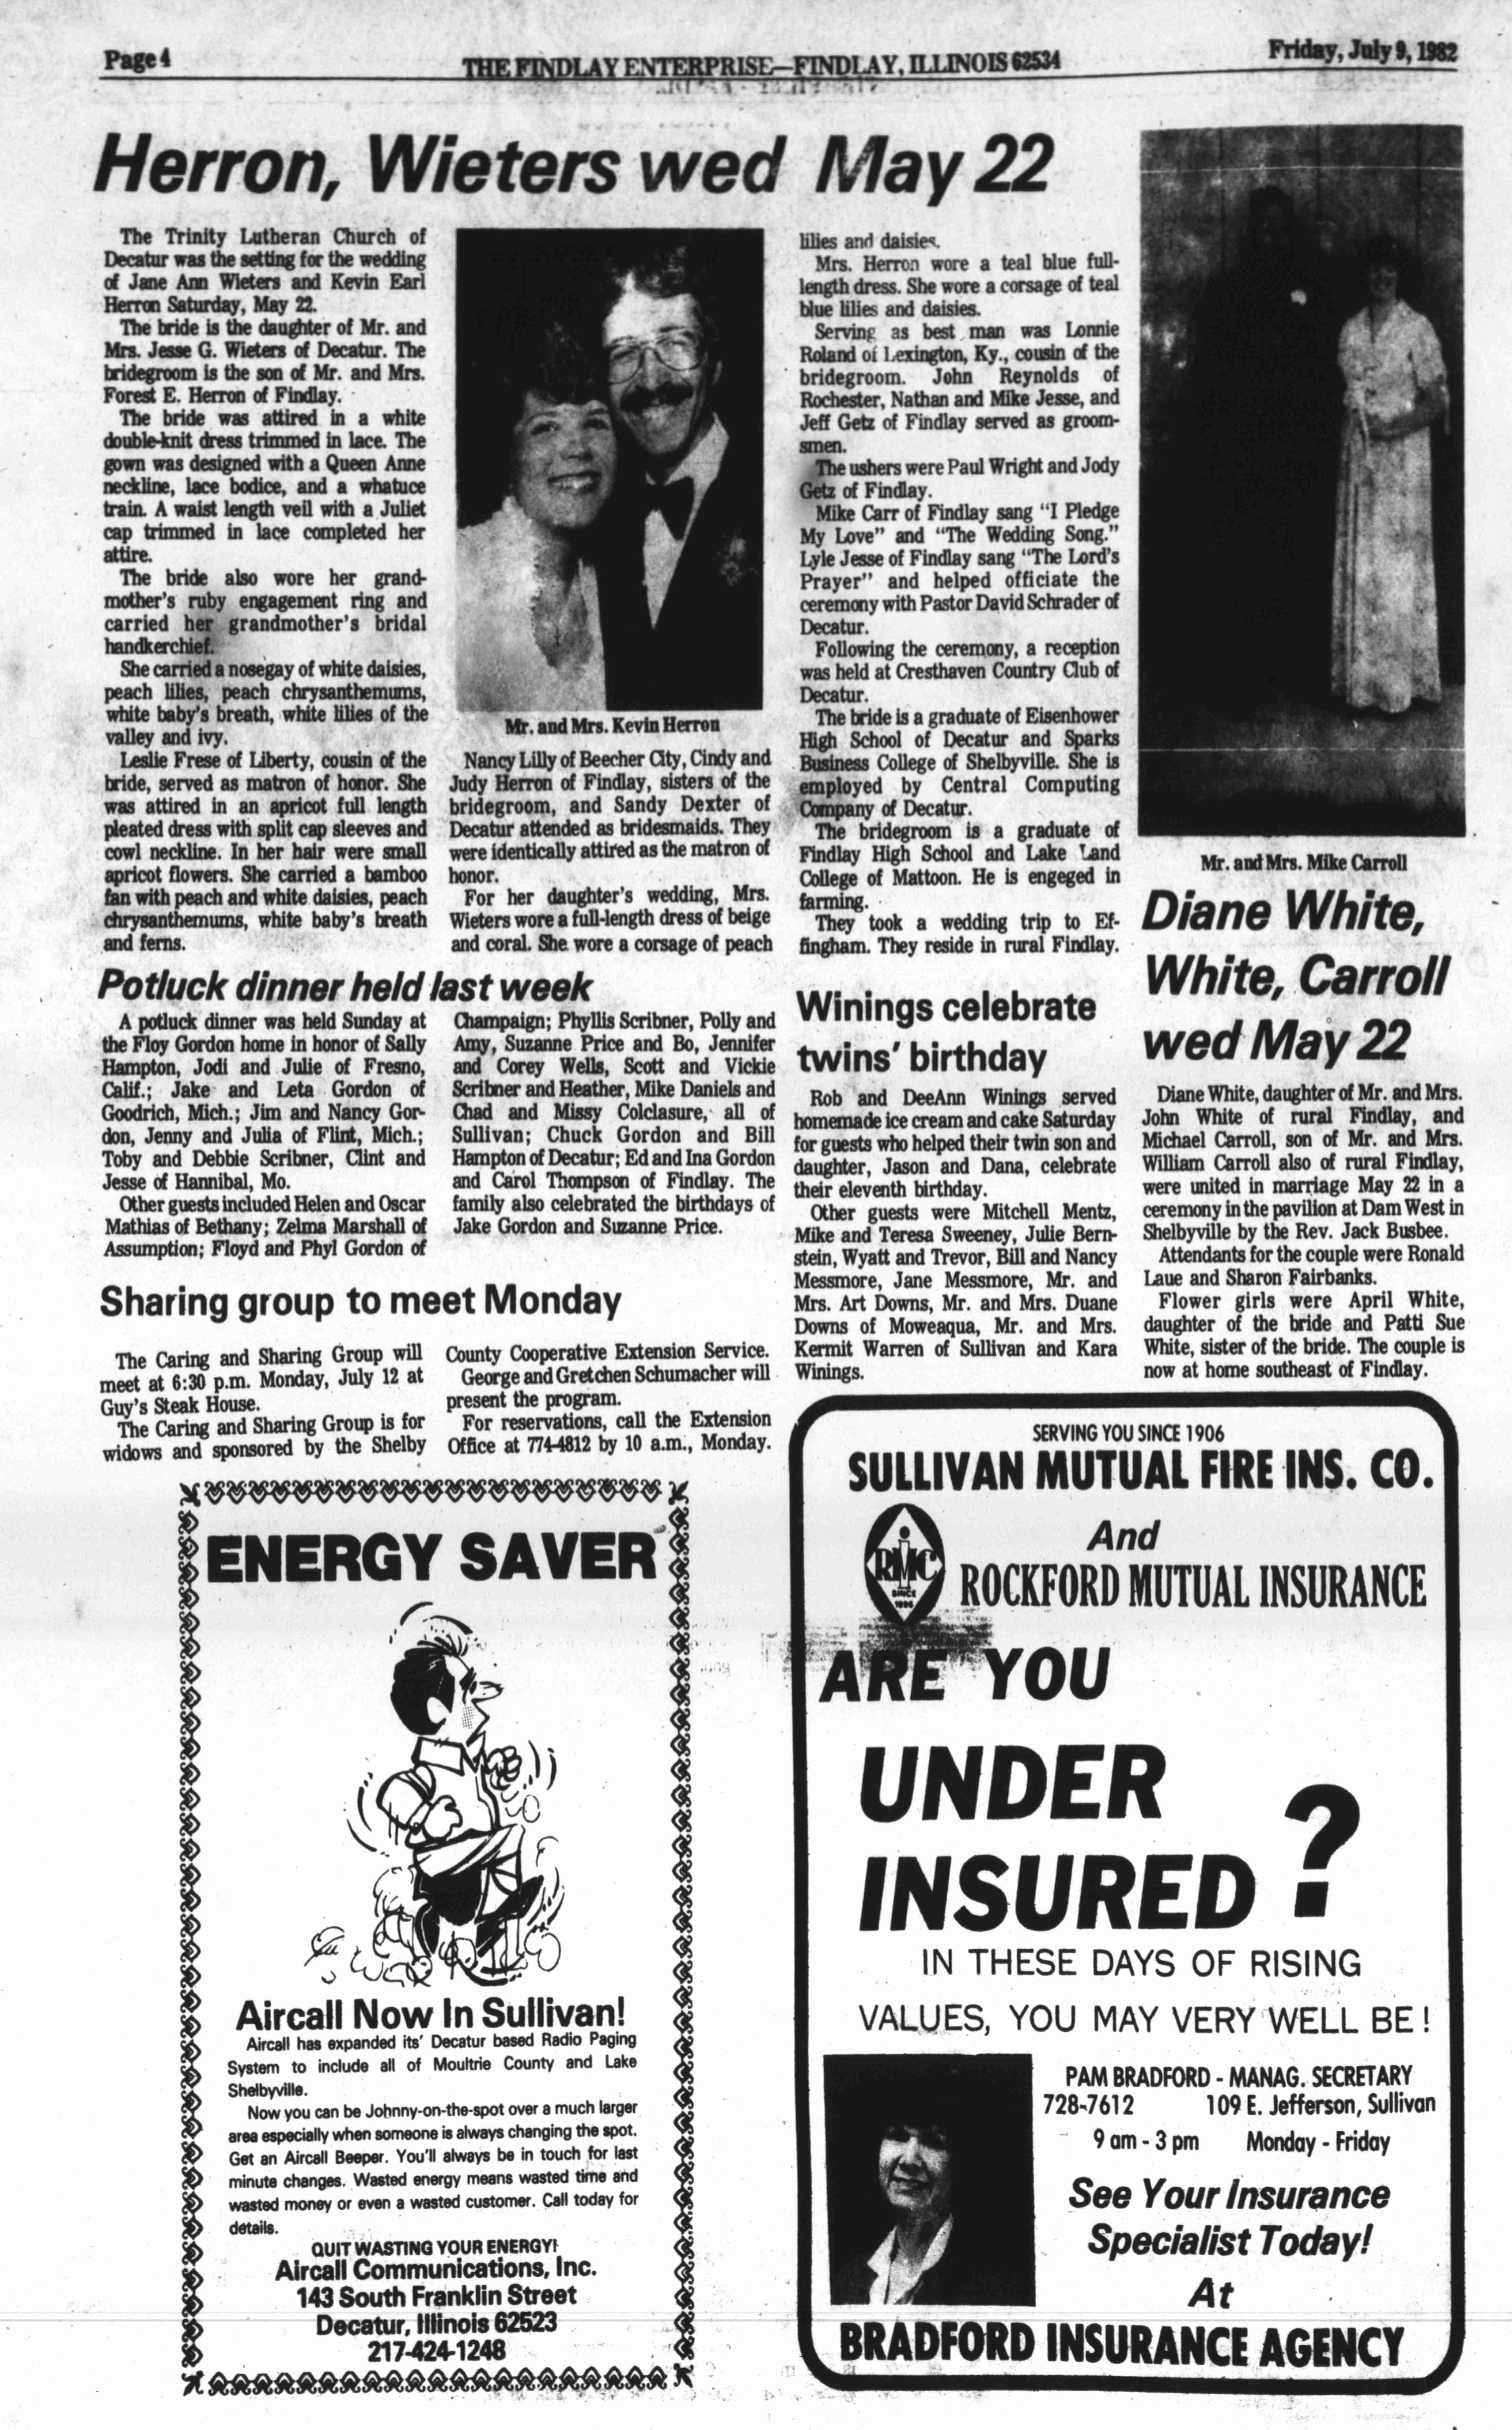 Page 4
THE FINDLAY ENTERPRISE—FINDLAY, ILLINOIS 62534
Friday, July 9, 1982
Herron, Wieters wed May 22
The Trinity Lutheran Church of
Decatur was the setting for the wedding
of Jane Ann Wieters and Kevin Earl
Herron Saturday, May 22.
The bride is the daughter of Mr. and
Mrs. Jesse G. Wieters of Decatur. The
bridegroom is the son of Mr. and Mrs.
Forest E. Herron of Findlay.
The bride was attired in a white
double-knit dress trimmed in lace. The
gown was designed with a Queen Anne
neckline, lace bodice, and a whatuce
train. A waist length veil with a Juliet
cap trimmed in lace completed her
attire.
The bride also wore her grand-
mother's ruby engagement ring and
carried her grandmother's bridal
handkerchief.
She carried a nosegay of white daisies,
peach lilies, peach chrysanthemums,
white baby's breath, white lilies of the
valley and ivy.
Leslie Frese of Liberty, cousin of the
bride, served as matron of honor. She
was attired in an apricot full length
pleated dress with split cap sleeves and
cowl neckline. In her hair were small
apricot flowers. She carried a bamboo
fan with peach and white daisies, peach
chrysanthemums, white baby's breath
and ferns.
Mr. and Mrs. Kevin Herron
Nancy Lilly of Beecher City, Cindy and
Judy Herron of Findlay, sisters of the
bridegroom, and Sandy Dexter of
Decatur attended as bridesmaids. They
were identically attired as the matron of
honor.
For her daughter's wedding, Mrs.
Wieters wore a full-length dress of beige
and coral. She wore a corsage of peach
lilies and daisies.
Mrs. Herron wore a teal blue full-
length dress. She wore a corsage of teal
blue lilies and daisies.
Serving as best man was Lonnie
Roland of Lexington, Ky., cousin of the
bridegroom. John Reynolds of
Rochester, Nathan and Mike Jesse, and
Jeff Getz of Findlay served as groom-
smen.
The ushers were Paul Wright and Jody
Getz of Findlay.
Mike Carr of Findlay sang "I Pledge
My Love" and "The Wedding Song."
Lyle Jesse of Findlay sang "The Lord's
Prayer" and helped officiate the
ceremony with Pastor David Schrader of
Decatur.
Following the ceremony, a reception
was held at Cresthaven Country Club of
Decatur.
The bride is a graduate of Eisenhower
High School of Decatur and Sparks
Business College of Shelbyville. She is
employed by Central Computing
Company of Decatur.
The bridegroom is a graduate of
Findlay High School and Lake Land
College of Mattoon. He is engeged in
farming.
They took a wedding trip to Ef-
fingham. They reside in rural Findlay.
Mr. and Mrs. Mike Carroll
Diane White,
White, Carroll
wed May 22
Diane White, daughter of Mr. and Mrs.
John White of rural Findlay, and
Michael Carroll, son of Mr. and Mrs.
William Carroll also of rural Findlay,
were united in marriage May 22 in a
ceremony in the pavilion at Dam West in
Shelbyville by the Rev. Jack Busbee.
Attendants for the couple were Ronald
Laue and Sharon Fairbanks.
Flower girls were April White,
daughter of the bride and Patti Sue
White, sister of the bride. The couple is
now at home southeast of Findlay.
Potluck dinner held last week
A potluck dinner was held Sunday at
the Floy Gordon home in honor of Sally
Hampton, Jodi and Julie of Fresno,
Calif.; Jake and Leta Gordon of
Goodrich, Mich.; Jim and Nancy Gor-
don, Jenny and Julia of Flint, Mich.;
Toby and Debbie Scribner, Clint and
Jesse of Hannibal, Mo.
Other guests included Helen and Oscar
Mathias of Bethany; Zelma Marshall of
Assumption; Floyd and Phyl Gordon of
Champaign; Phyllis Scribner, Polly and
Amy, Suzanne Price and Bo, Jennifer
and Corey Wells, Scott and Vickie
Scribner and Heather, Mike Daniels and
Chad and Missy Colclasure, all of
Sullivan; Chuck Gordon and Bill
Hampton of Decatur; Ed and Ina Gordon
and Carol Thompson of Findlay. The
family also celebrated the birthdays of
Jake Gordon and Suzanne Price.
Winings celebrate
twins' birthday
Rob and DeeAnn Winings served
homemade ice cream and cake Saturday
for guests who helped their twin son and
daughter, Jason and Dana, celebrate
their eleventh birthday.
Other guests were Mitchell Mentz,
Mike and Teresa Sweeney, Julie Bern-
stein, Wyatt and Trevor, Bill and Nancy
Messmore, Jane Messmore, Mr. and
Mrs. Art Downs, Mr. and Mrs. Duane
Downs of Moweaqua, Mr. and Mrs.
Kermit Warren of Sullivan and Kara
Winings.
Sharing group to meet Monday
The Caring and Sharing Group will
meet at 6:30 p.m. Monday, July 12 at
Guy's Steak House.
The Caring and Sharing Group is for
widows and sponsored by the Shelby
County Cooperative Extension Service.
George and Gretchen Schumacher will
present the program.
For reservations, call the Extension
Office at 774-4812 by 10 a.m., Monday.
ENERGY SAVER
Aircall Now In Sullivan!
Aircall has expanded its' Decatur based Radio Paging
System to include all of Moultrie County and Lake
Shelbyville.
Now you can be Johnny-on-the-spot over a much larger
area especially when someone is always changing the spot.
Get an Aircall Beeper. You'll always be in touch for last
minute changes. Wasted energy means wasted time and
wasted money or even a wasted customer. Call today for
details.
QUIT WASTING YOUR ENERGY!
Aircall Communications, Inc.
143 South Franklin Street
Decatur, Illinois 62523
217-424-1248
SERVING YOU SINCE 1906
SULLIVAN MUTUAL FIRE INS. CO.
And
RMIC
SINCE
1896
ROCKFORD MUTUAL INSURANCE
ARE YOU
UNDER
INSURED?
IN THESE DAYS OF RISING
VALUES, YOU MAY VERY WELL BE!
PAM BRADFORD - MANAG. SECRETARY
728-7612 109 E. Jefferson, Sullivan
9 am - 3 pm Monday - Friday
See Your Insurance
Specialist Today!
At
BRADFORD INSURANCE AGENCY